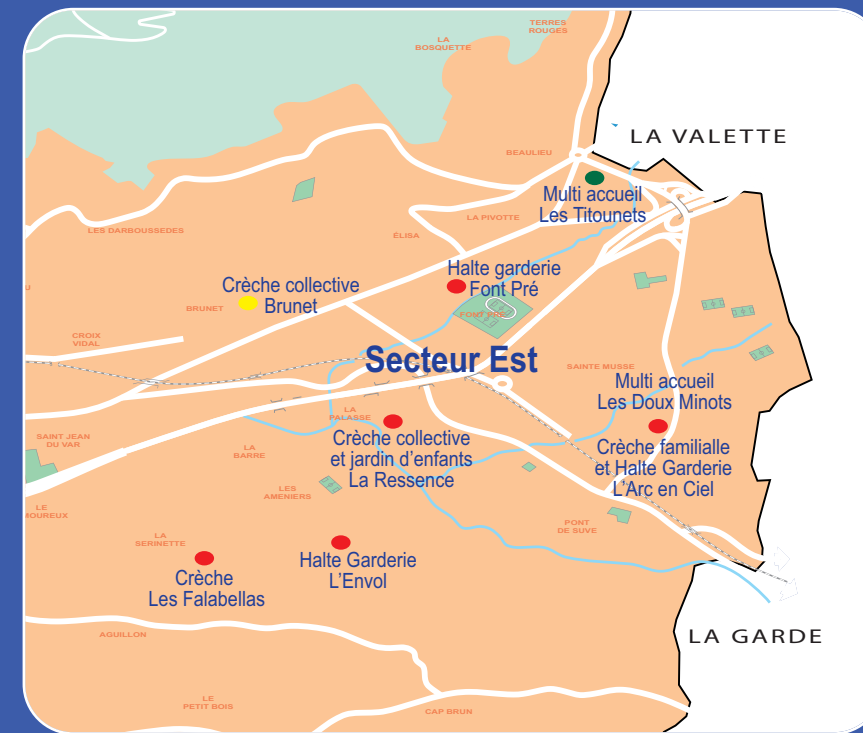 TERRES
ROUGES
LA
BOSQUETTE
LA VALETTE
BEAULIEU
Multi accueil
Les Titounets
LA PIVOTTE
LES DARBOUSSEDES
ÉLISA
Halte garderie
Font Pré
Crèche collective
Brunet
BRUNET
FONT PRÉ
CROIX
VIDAL
Secteur Est
SAINTE MUSSE
Multi accueil
Les Doux Minots
LA
PALASSE
Crèche collective
et jardin d'enfants
La Ressence
Crèche familialle
et Halte Garderie
L'Arc en Ciel
SAINT JEAN
DU VAR
LA
BARRE
LES
AMENIERS
LE
MOUREUX
LA
SERINETTE
PONT
DE SUVE
Halte Garderie
L'Envol
Crèche
Les Falabellas
LA GARDE
AGUILLON
LE
PETIT BOIS
CAP BRUN